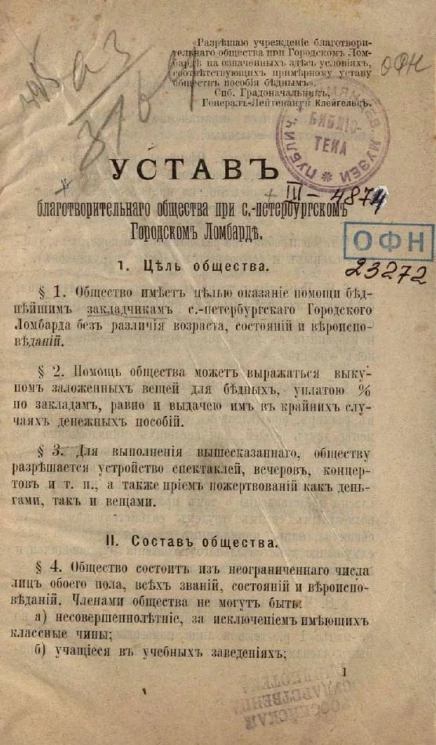 Разрѣшаю учрежденіе благотвори-
тельнаго общества при Городскомъ Лом-
бардѣ на означенныхъ здѣсь условіяхъ,
соотвѣтствующихъ примѣрному уставу
обществъ пособія бѣднымъ.
Спб. Градоначальникъ,
Генералъ-Лейтенантъ Клейгельсъ.
ОФН
ПУБЛИЧ. МУЗЕИ
БИБЛІО-
ТЕКА
УСТАВЪ
III-4874
благотворительнаго общества при с.-петербургскомъ
Городскомъ Ломбардѣ.
ОФН
23272
I. Цѣль общества.
§ 1. Общество имѣетъ цѣлью оказаніе помощи бѣд-
нѣйшимъ закладчикамъ с.-петербургскаго Городского
Ломбарда безъ различія возраста, состояній и вѣроиспо-
вѣданій.
§ 2. Помощь общества можетъ выражаться выку-
помъ заложенныхъ вещей для бѣдныхъ, уплатою %
по закладамъ, равно и выдачею имъ въ крайнихъ слу-
чаяхъ денежныхъ пособій.
§ 3. Для выполненія вышесказаннаго, обществу
разрѣшается устройство спектаклей, вечеровъ, концер-
товъ и т. п., а также пріемъ пожертвованій какъ день-
гами, такъ и вещами.
II. Составъ общества.
§ 4. Общество состоитъ изъ неограниченнаго числа
лицъ обоего пола, всѣхъ званій, состояній и вѣроиспо-
вѣданій. Членами общества не могутъ быть:
а) несовершеннолѣтніе, за исключеніемъ имѣющихъ
классные чины;
б) учащіеся въ учебныхъ заведеніяхъ;
1